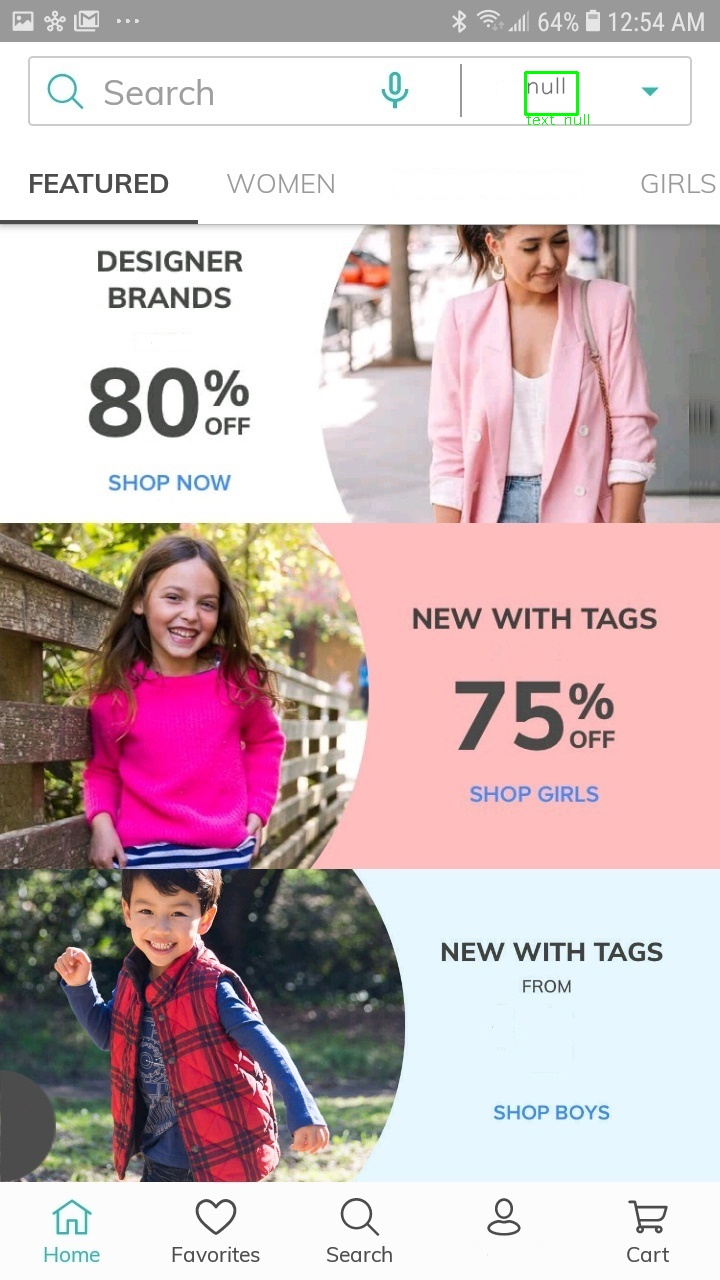 64% 12:54 AM
Search null
text_null
FEATURED WOMEN GIRLS
DESIGNER
BRANDS
80%
OFF
SHOP NOW
NEW WITH TAGS
75%
OFF
SHOP GIRLS
NEW WITH TAGS
FROM
SHOP BOYS
Home Favorites Search Cart